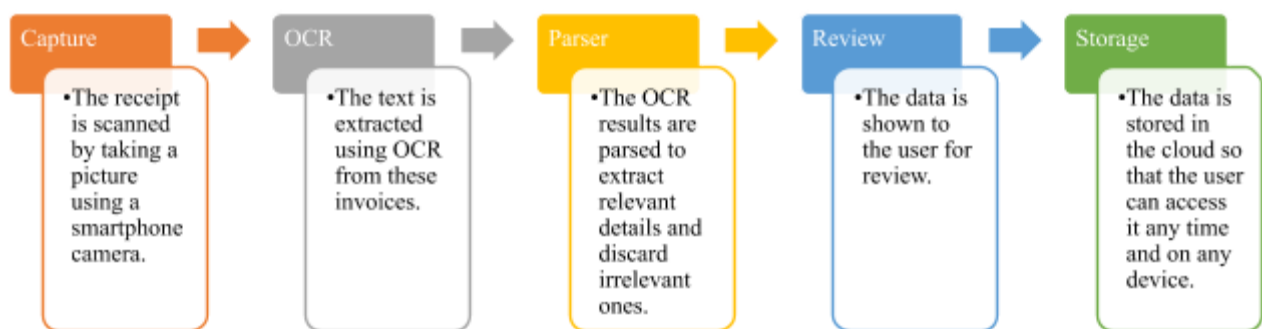 Capture
•The receipt
is scanned
by taking a
picture
using a
smartphone
camera.
OCR
•The text is
extracted
using OCR
from these
invoices.
Parser
•The OCR
results are
parsed to
extract
relevant
details and
discard
irrelevant
ones.
Review
•The data is
shown to
the user for
review.
Storage
•The data is
stored in
the cloud so
that the user
can access
it any time
and on any
device.